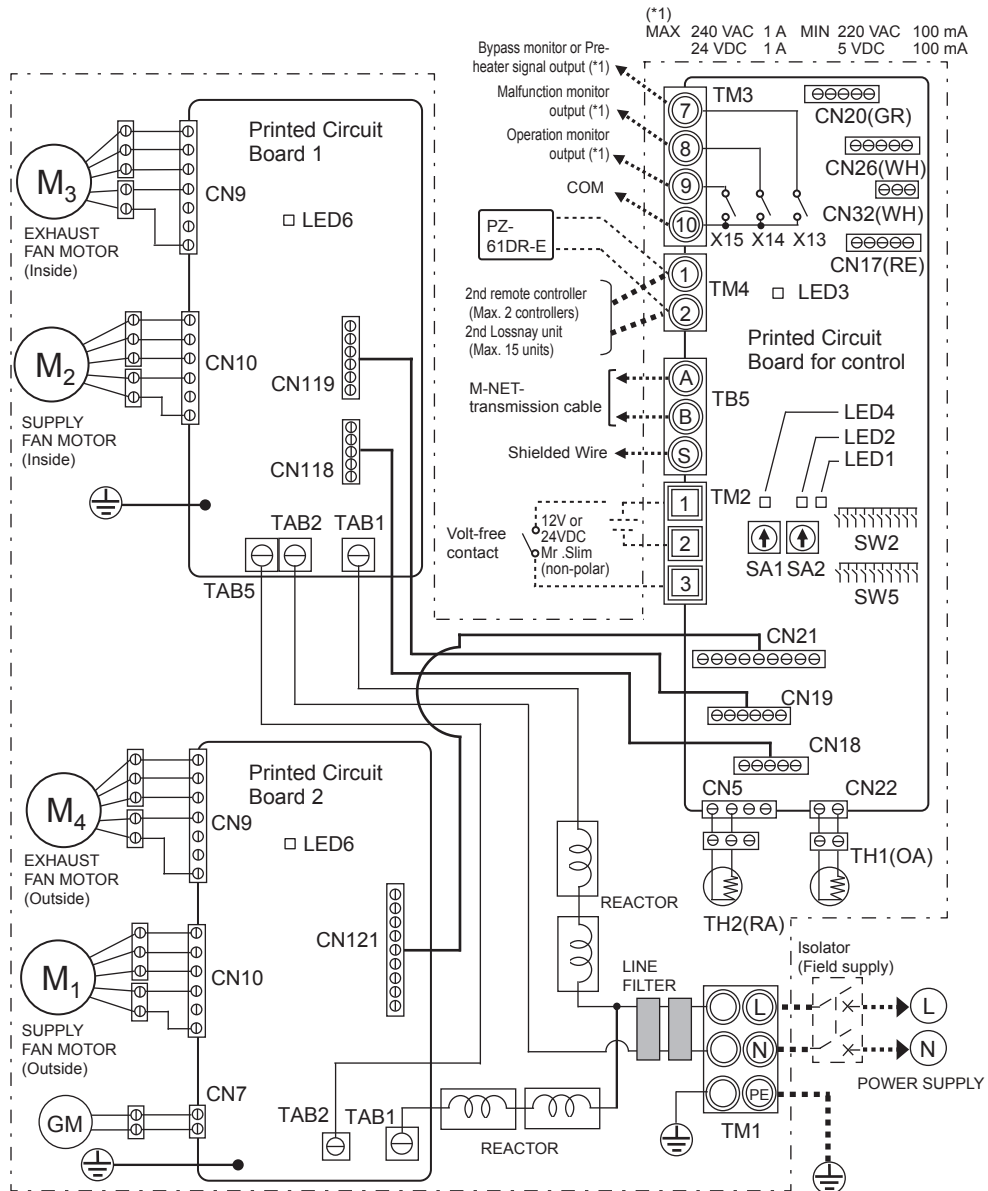 (*1)
MAX 240 VAC 1 A MIN 220 VAC 100 mA
24 VDC 1 A 5 VDC 100 mA
Bypass monitor or Pre-
heater signal output (*1)
Malfunction monitor
output (*1)
Operation monitor
output (*1)
COM
PZ-
61DR-E
2nd remote controller
(Max. 2 controllers)
2nd Lossnay unit
(Max. 15 units)
M-NET-
transmission cable
Shielded Wire
Volt-free
contact
12V or
24VDC
Mr .Slim
(non-polar)
7
8
9
10
TM3
X15 X14 X13
1
2
TM4
A
B
S
TB5
1
2
3
TM2
CN20(GR)
CN26(WH)
CN32(WH)
CN17(RE)
LED3
Printed Circuit
Board for control
LED4
LED2
LED1
SW2
SA1 SA2
SW5
CN21
CN19
CN18
CN5
CN22
TH1(OA)
TH2(RA)
Printed Circuit
Board 1
M3
EXHAUST
FAN MOTOR
(Inside)
CN9
LED6
M2
SUPPLY
FAN MOTOR
(Inside)
CN10
CN119
CN118
TAB2 TAB1
TAB5
Printed Circuit
Board 2
M4
EXHAUST
FAN MOTOR
(Outside)
CN9
LED6
CN121
M1
SUPPLY
FAN MOTOR
(Outside)
CN10
CN7
GM
TAB2 TAB1
REACTOR
REACTOR
LINE
FILTER
Isolator
(Field supply)
L
N
PE
TM1
L
N
POWER SUPPLY